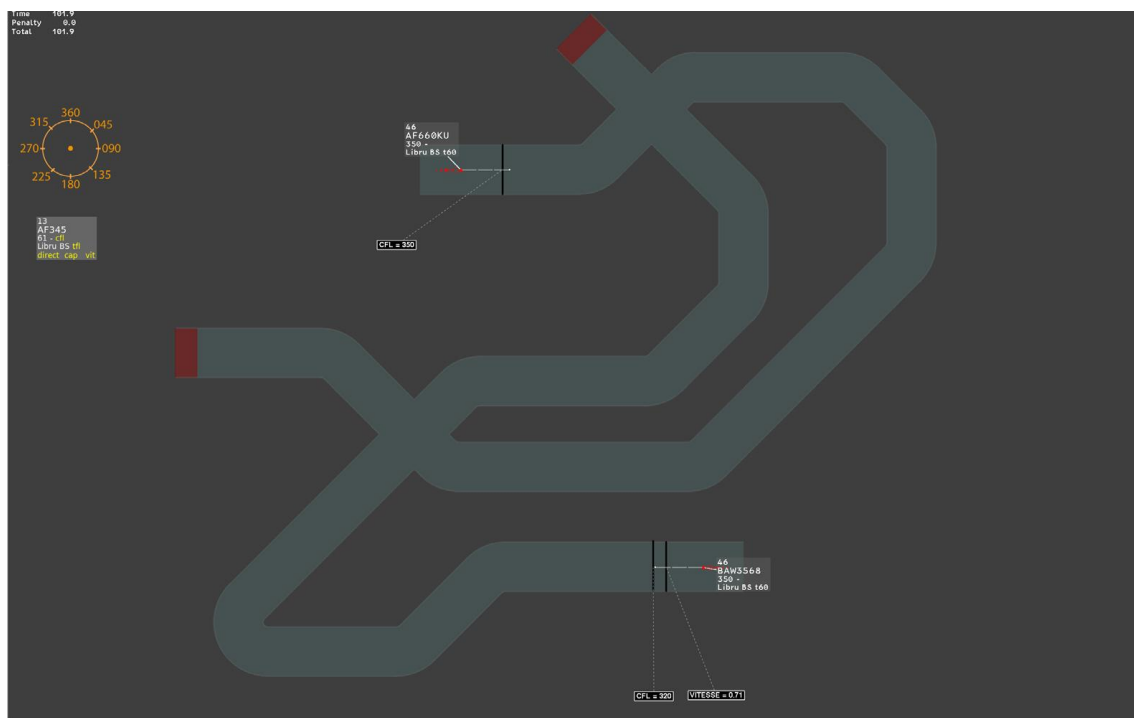 Time 101.9
Penalty 0.0
Total 101.9
360
315
045
270
090
225
135
180
46
AF660KU
350 -
Libru BS t60
13
AF345
61 - cfl
Libru BS tfl
direct cap vit
CFL = 350
46
BAW3568
350 -
Libru BS t60
CFL = 320
VITESSE = 0.71